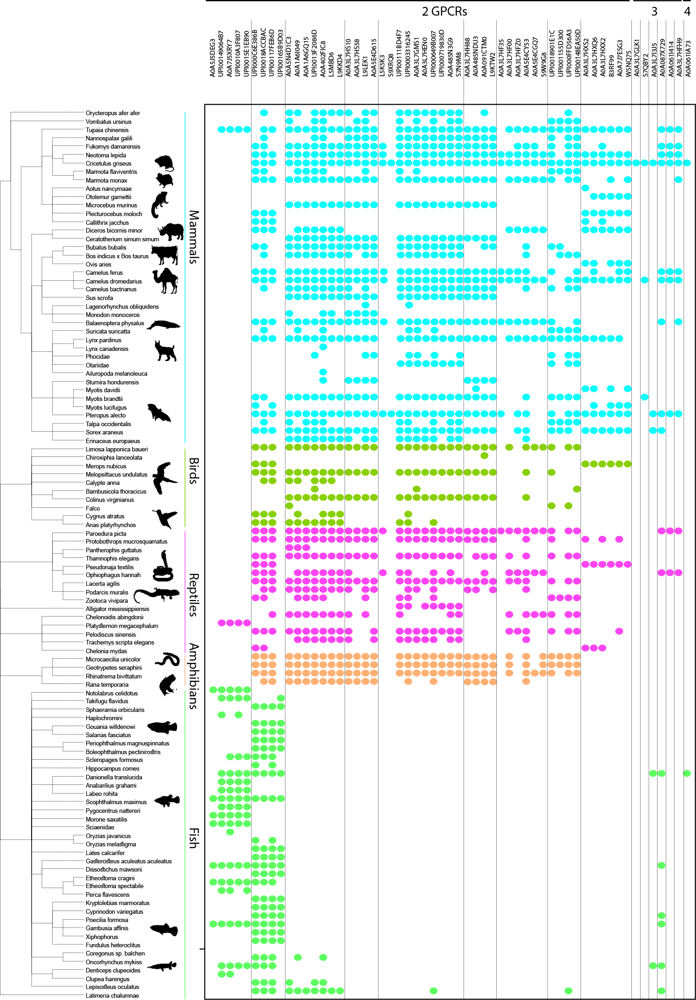 2 GPCRs
3
4
A0A5J5DEG3
UPI00149064B7
A0A7J5XRY7
UPI0010A3F807
UPI0015E1EB90
UPI000C6E386B
UPI0018ACCBAC
UPI00117FEB6D
UPI00165B9D03
A0A5N4D1C3
A0A1A6I049
A0A1A6GQ15
UPI0013F2086D
A0A402FIC8
L5MBD6
L9KKD4
A0A3L7HS10
A0A3L7HS58
L9LEK1
A0A5E4D615
L5K5K3
S9XRQ8
UPI00111BD4F7
UPI0003316245
A0A3L7GMS1
A0A3L7HEN0
UPI000649B007
UPI000719830D
A0A485N3G9
S7N9M8
A0A3L7HH88
A0A485NDU3
A0A091CTM0
L9KTW2
A0A3L7HF35
A0A3L7HF00
A0A3L7HFZ0
A0A5E4CY53
A0A5E4CGQ7
S9W9G8
UPI0018901E1C
UPI001155D300
UPI000FFD56A3
UPI00148EA50D
A0A3L7HXS2
A0A3L7HXQ6
A0A3L7HXX2
B3RF99
A0A7J7ESG3
W5NQ75
A0A3L7GLK1
S7QBY2
A0A3L7I3J5
A0A087X729
A0A061I414
A0A3L7HFH9
A0A061IA73
Orycteropus afer afer
Vombatus ursinus
Tupaia chinensis
Nannospalax galili
Fukomys damarensis
Neotoma lepida
Cricetulus griseus
Marmota flaviventris
Marmota monax
Aotus nancymaae
Otolemur garnettii
Microcebus murinus
Plecturocebus moloch
Callithrix jacchus
Diceros bicornis minor
Ceratotherium simum simum
Bubalus bubalis
Bos indicus x Bos taurus
Ovis aries
Camelus ferus
Camelus dromedarius
Camelus bactrianus
Sus scrofa
Lagenorhynchus obliquidens
Monodon monoceros
Balaenoptera physalus
Suricata suricatta
Lynx pardinus
Lynx canadensis
Phocidae
Otariidae
Ailuropoda melanoleuca
Sturnira hondurensis
Myotis davidii
Myotis brandtii
Myotis lucifugus
Pteropus alecto
Talpa occidentalis
Sorex araneus
Erinaceus europaeus
Mammals
Limosa lapponica baueri
Chiroxiphia lanceolata
Merops nubicus
Melopsittacus undulatus
Calypte anna
Bambusicola thoracicus
Colinus virginianus
Falco
Cygnus atratus
Anas platyrhynchos
Birds
Paroedura picta
Protobothrops mucrosquamatus
Pantherophis guttatus
Thamnophis elegans
Pseudonaja textilis
Ophiophagus hannah
Lacerta agilis
Podarcis muralis
Zootoca vivipara
Alligator mississippiensis
Chelonoidis abingdonii
Platysternon megacephalum
Pelodiscus sinensis
Trachemys scripta elegans
Chelonia mydas
Reptiles
Microcaecilia unicolor
Geotrypetes seraphini
Rhinatrema bivittatum
Rana temporaria
Amphibians
Notolabrus celidotus
Takifugu flavidus
Sphaeramia orbicularis
Haplochromini
Gouania willdenowi
Salarias fasciatus
Periophthalmus magnuspinnatus
Boleophthalmus pectinirostris
Scleropages formosus
Hippocampus comes
Danionella translucida
Anabarilius grahami
Labeo rohita
Scophthalmus maximus
Pygocentrus nattereri
Morone saxatilis
Sciaenidae
Oryzias javanicus
Oryzias melastigma
Lates calcarifer
Gasterosteus aculeatus aculeatus
Dissostichus mawsoni
Etheostoma cragini
Etheostoma spectabile
Perca flavescens
Kryptolebias marmoratus
Cyprinodon variegatus
Poecilia formosa
Gambusia affinis
Xiphophorus
Fundulus heteroclitus
Coregonus sp. balchen
Oncorhynchus mykiss
Denticeps clupeoides
Clupea harengus
Lepisosteus oculatus
Latimeria chalumnae
Fish